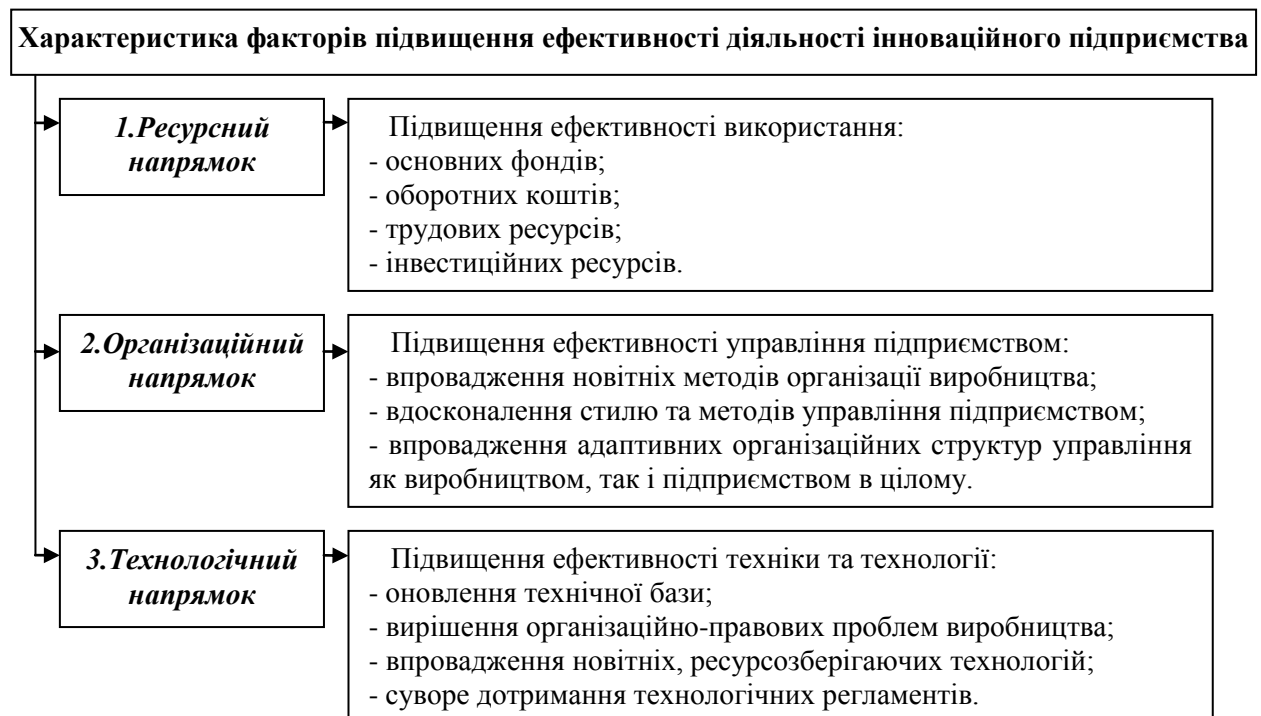 Характеристика факторів підвищення ефективності діяльності інноваційного підприємства
1.Ресурсний
напрямок
Підвищення ефективності використання:
- основних фондів;
- оборотних коштів;
- трудових ресурсів;
- інвестиційних ресурсів.
2.Організаційний
напрямок
Підвищення ефективності управління підприємством:
- впровадження новітніх методів організації виробництва;
- вдосконалення стилю та методів управління підприємством;
- впровадження адаптивних організаційних структур управління
як виробництвом, так і підприємством в цілому.
3.Технологічний
напрямок
Підвищення ефективності техніки та технології:
- оновлення технічної бази;
- вирішення організаційно-правових проблем виробництва;
- впровадження новітніх, ресурсозберігаючих технологій;
- суворе дотримання технологічних регламентів.